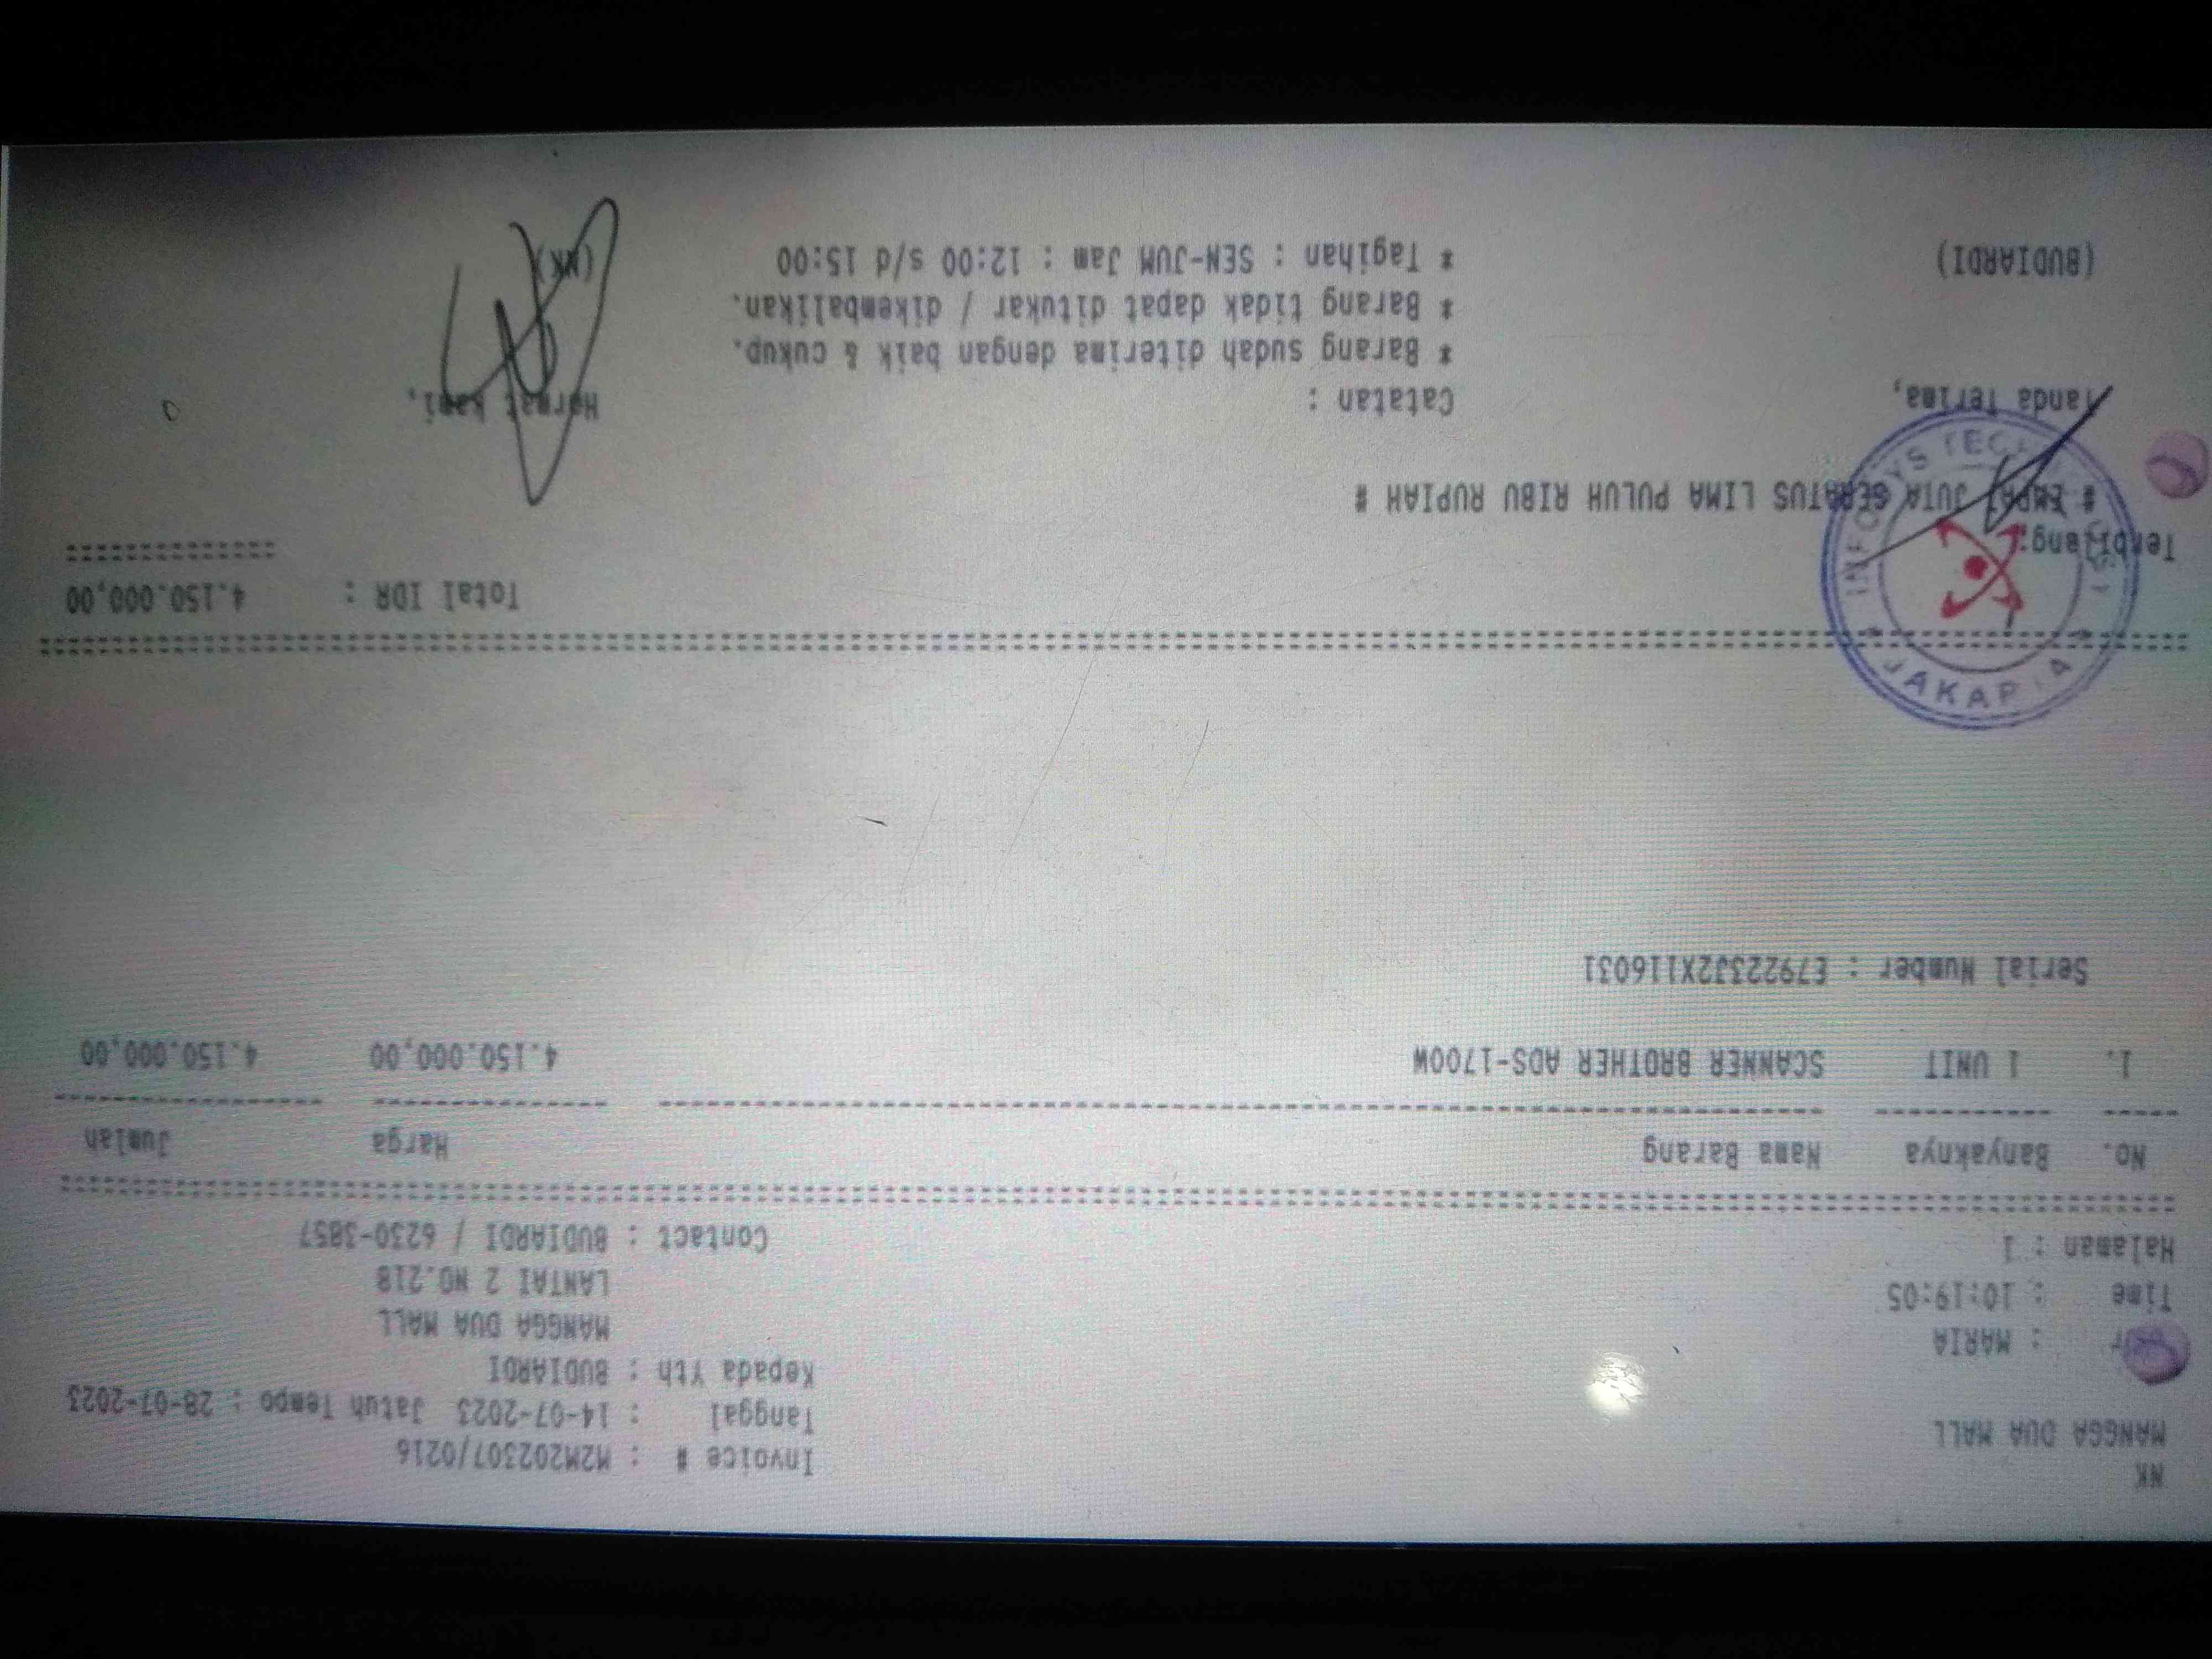 NK
MANGGA DUA MALL
Invoice # : M2M202307/0216
Tanggal : 14-07-2023 Jatuh Tempo : 28-07-2023
: MARIA
Kepada Yth : BUDIARDI
MANGGA DUA MALL
Time : 10:19:05
LANTAI 2 NO.21B
Halaman : 1
Contact : BUDIARDI / 6230-3857
No. Banyaknya Nama Barang Harga Jumlah
1. 1 UNIT SCANNER BROTHER ADS-1700W 4.150.000,00 4.150.000,00
Serial Number : E79223J2X116031
JAKARTA
Total IDR : 4.150.000,00
Terbilang:
# EMPAT JUTA SERATUS LIMA PULUH RIBU RUPIAH #
Tanda Terima,
Catatan :
Hormat kami,
* Barang sudah diterima dengan baik & cukup.
* Barang tidak dapat ditukar / dikembalikan.
* Tagihan : SEN-JUM Jam : 12:00 s/d 15:00
(BUDIARDI)
(NK)